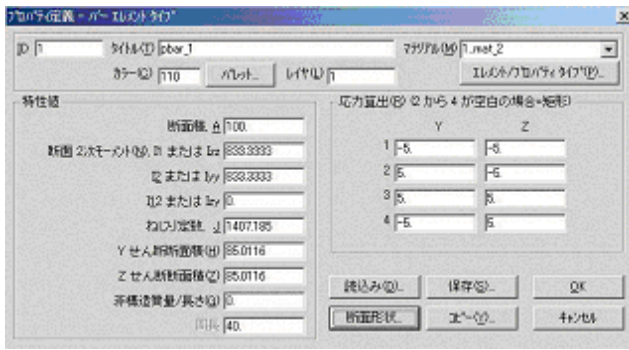 プロパティ定義 - バー エレメント タイプ
ID 1 タイトル(T) pbar_1 マテリアル(M) 1..mat_2
カラー(C) 110 パレット... レイヤ(L) 1 エレメント/プロパティ タイプ(P)...
特性値
断面積, A 100.
断面 2次モーメント(N), I1 または Izz 833.3333
I2 または Iyy 833.3333
I12 または Izy 0.
ねじり定数, J 1407.185
Y せん断断面積(H) 85.0116
Z せん断断面積(Z) 85.0116
非構造質量/長さ(G) 0.
周長 40.
応力算出(R) (2 から 4 が空白の場合=矩形)
Y Z
1 -5. -5.
2 5. -5.
3 5. 5.
4 -5. 5.
読込み(D)... 保存(S)... OK
断面形状... コピー(Y)... キャンセル